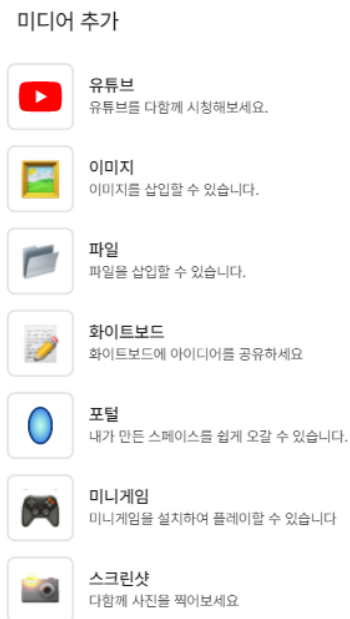 미디어 추가
유튜브
유튜브를 다함께 시청해보세요.
이미지
이미지를 삽입할 수 있습니다.
파일
파일을 삽입할 수 있습니다.
화이트보드
화이트보드에 아이디어를 공유하세요
포털
내가 만든 스페이스를 쉽게 오갈 수 있습니다.
미니게임
미니게임을 설치하여 플레이할 수 있습니다
스크린샷
다함께 사진을 찍어보세요